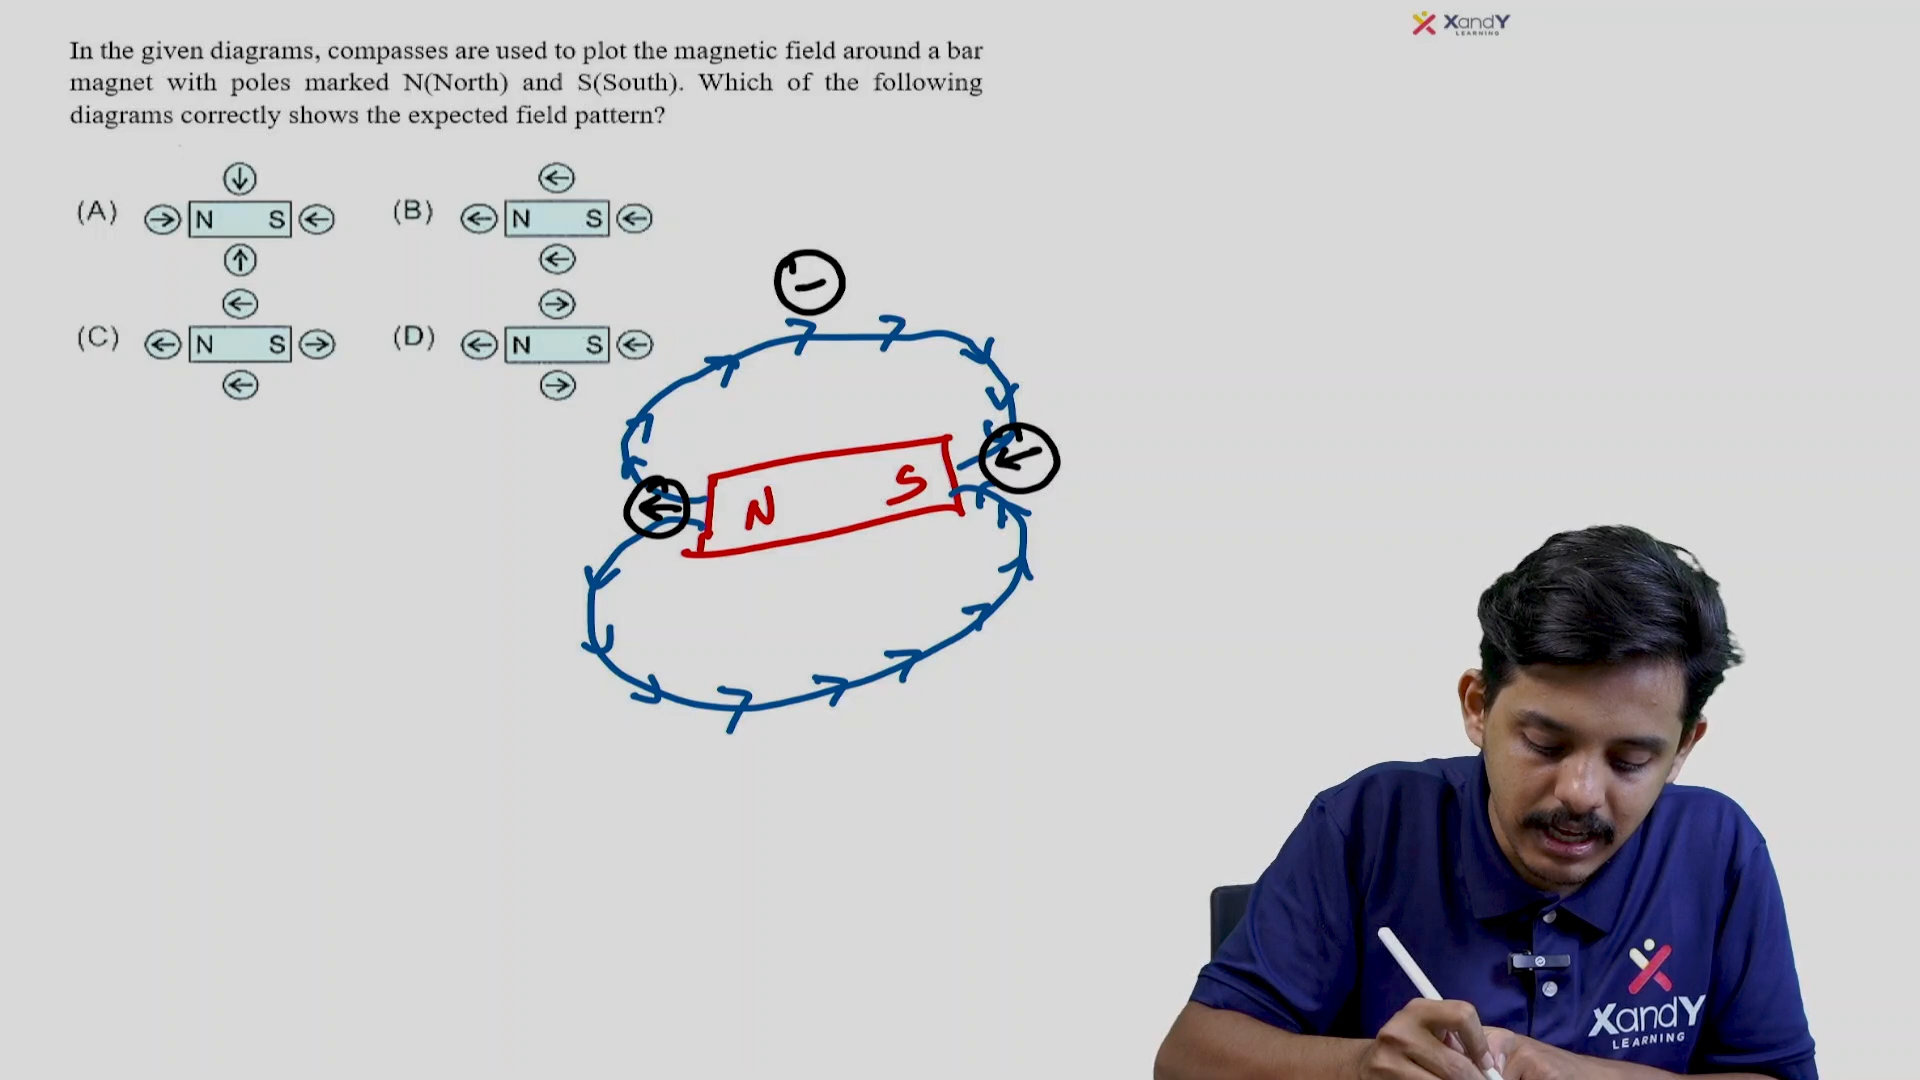 XandY
LEARNING
In the given diagrams, compasses are used to plot the magnetic field around a bar
magnet with poles marked N(North) and S(South). Which of the following
diagrams correctly shows the expected field pattern?
(A) N S (B) N S
(C) N S (D) N S
N S
XandY
LEARNING